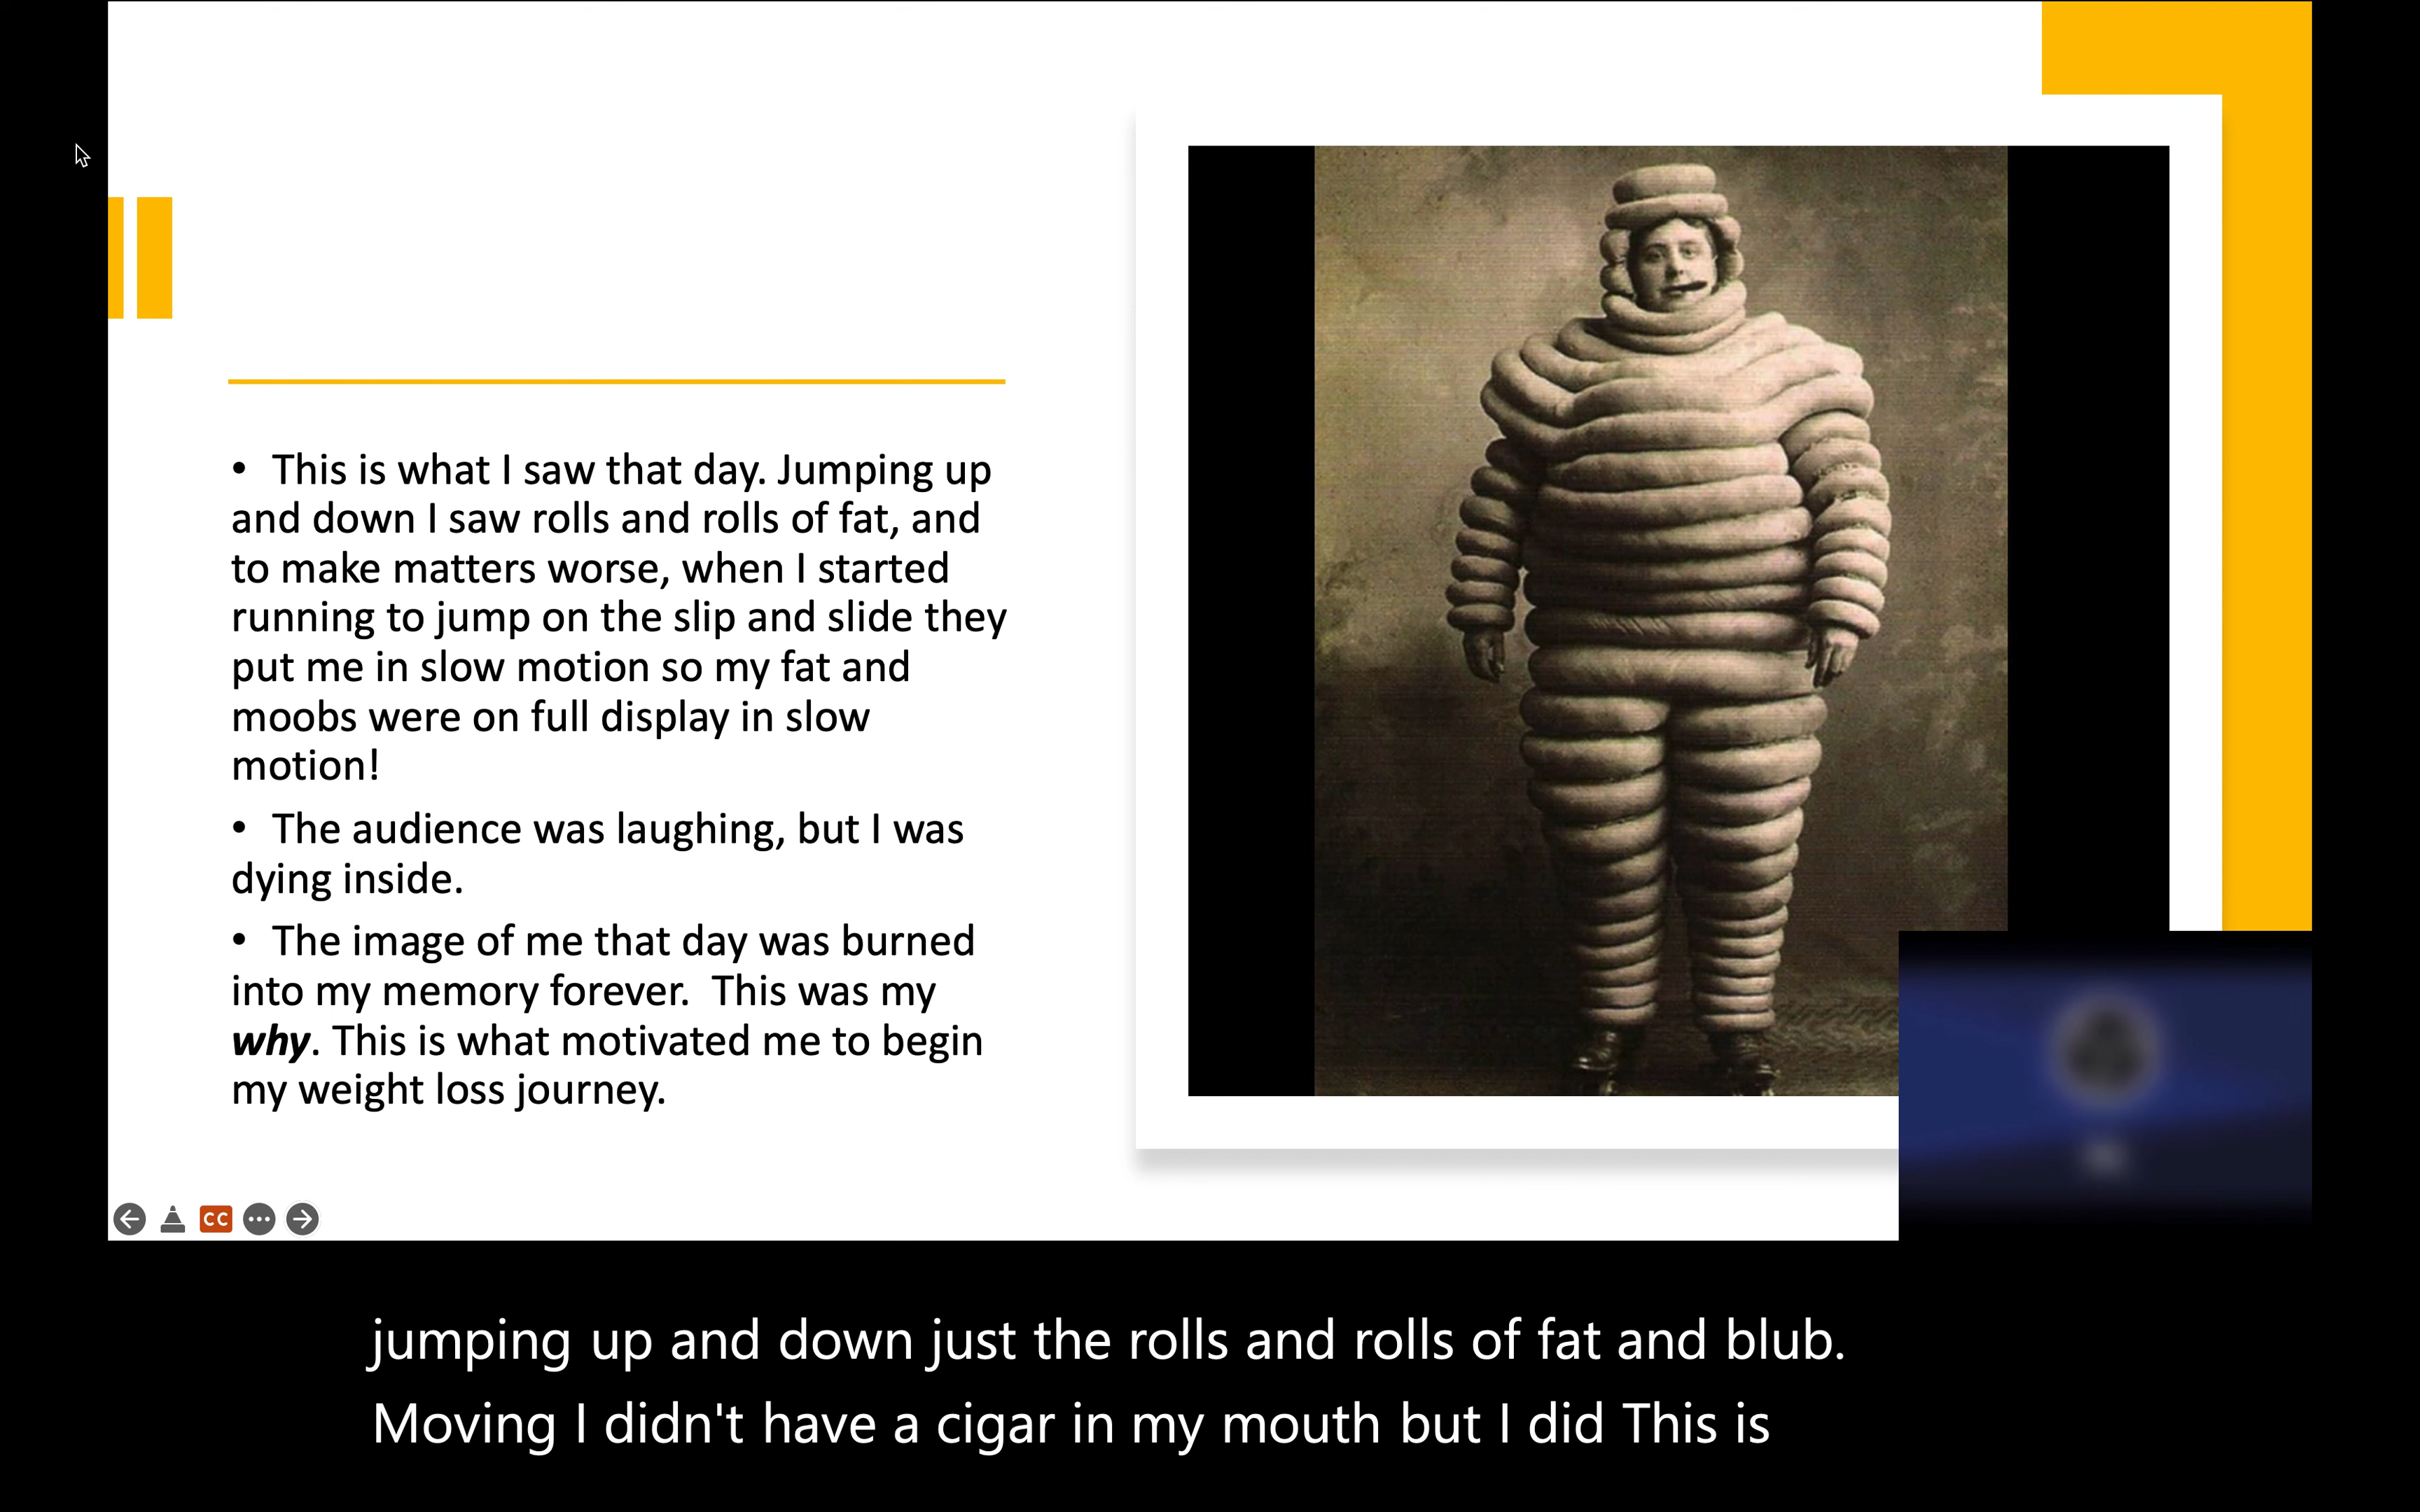 • This is what I saw that day. Jumping up
and down I saw rolls and rolls of fat, and
to make matters worse, when I started
running to jump on the slip and slide they
put me in slow motion so my fat and
moobs were on full display in slow
motion!
• The audience was laughing, but I was
dying inside.
• The image of me that day was burned
into my memory forever.  This was my
why. This is what motivated me to begin
my weight loss journey.
CC
jumping up and down just the rolls and rolls of fat and blub.
Moving I didn't have a cigar in my mouth but I did This is